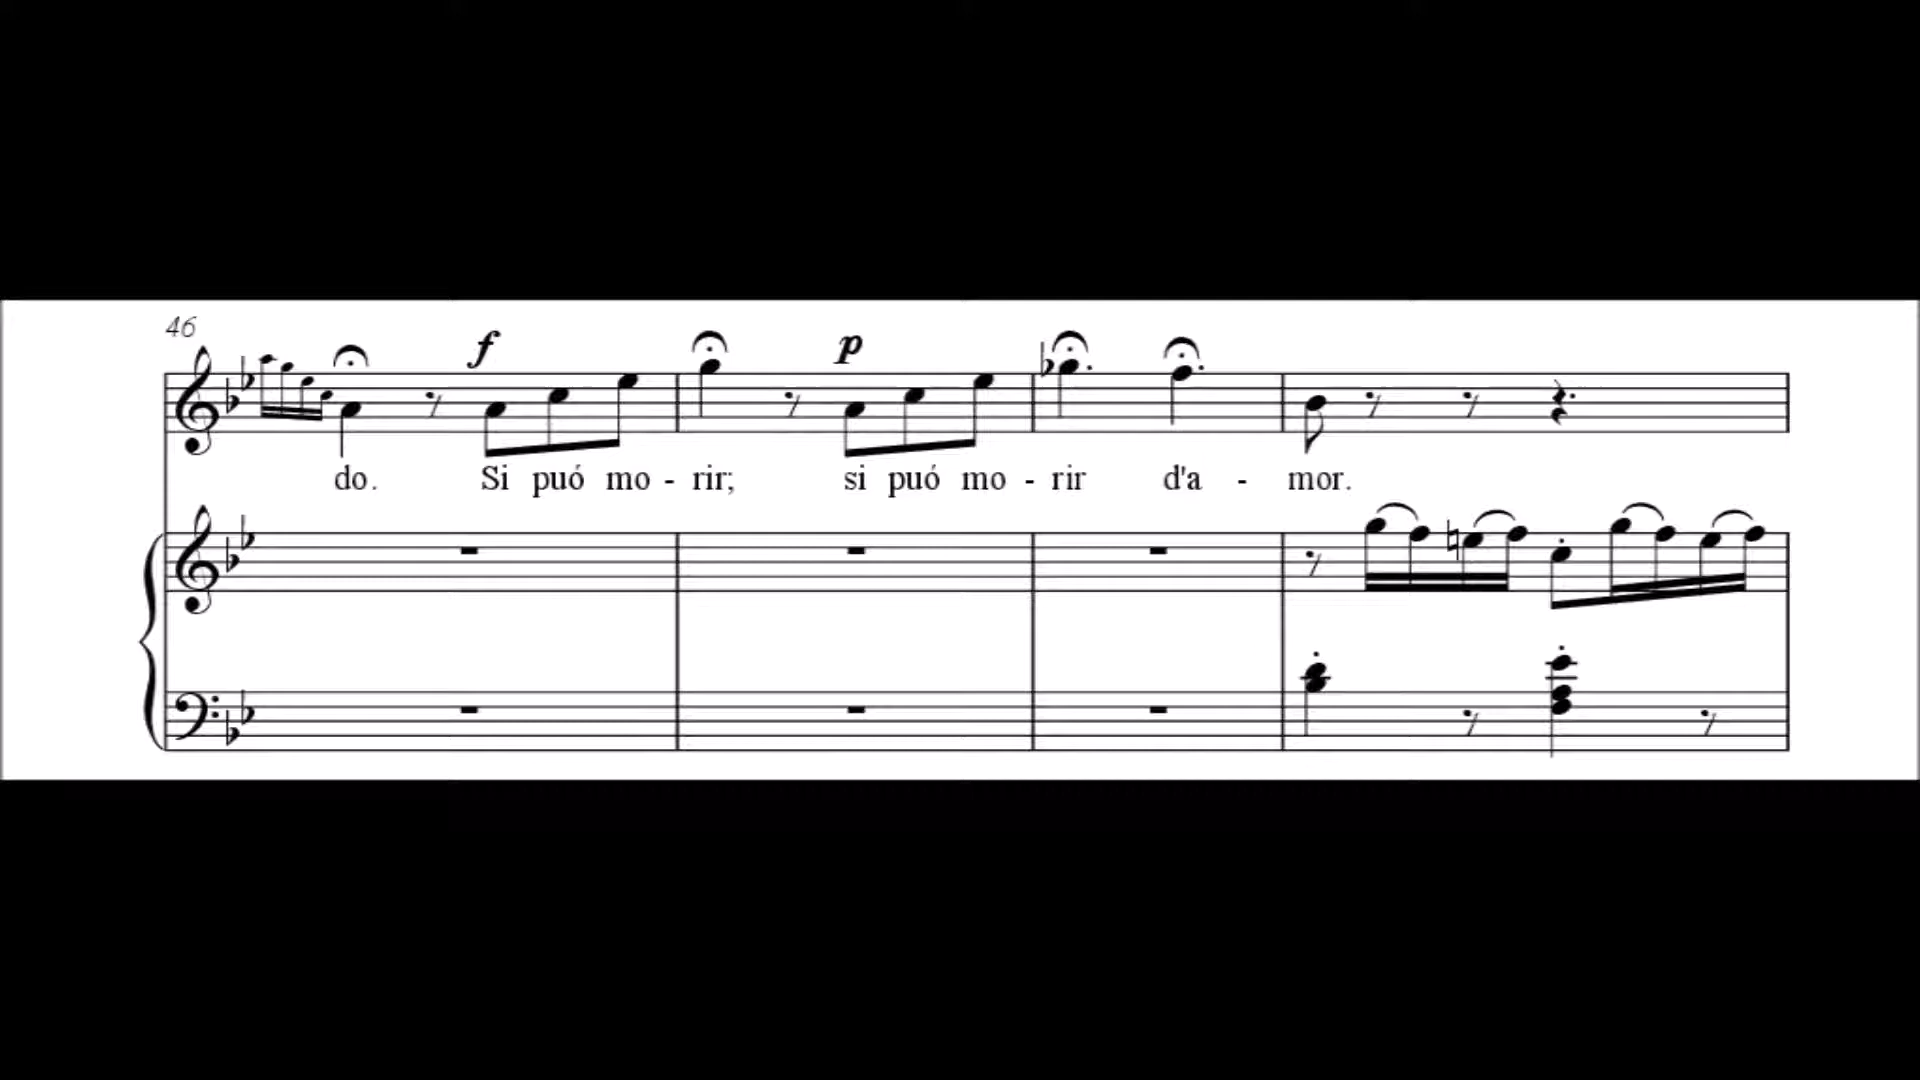 46
f p
do. Si puó mo - rir; si puó mo - rir d'a - mor.